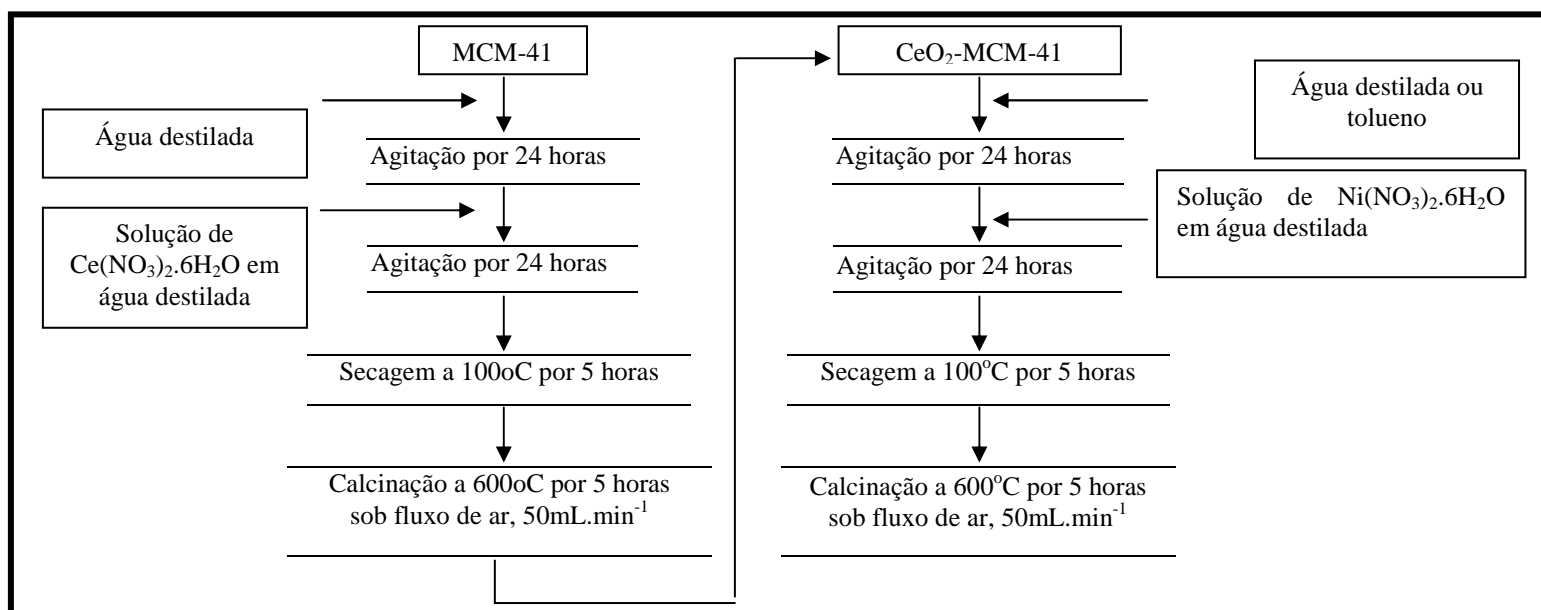 MCM-41
Água destilada
Agitação por 24 horas
Solução de
Ce(NO₃)₂.6H₂O em
água destilada
Agitação por 24 horas
Secagem a 100oC por 5 horas
Calcinação a 600oC por 5 horas
sob fluxo de ar, 50mL.min⁻¹
CeO₂-MCM-41
Água destilada ou
tolueno
Agitação por 24 horas
Solução de Ni(NO₃)₂.6H₂O
em água destilada
Agitação por 24 horas
Secagem a 100ºC por 5 horas
Calcinação a 600ºC por 5 horas
sob fluxo de ar, 50mL.min⁻¹